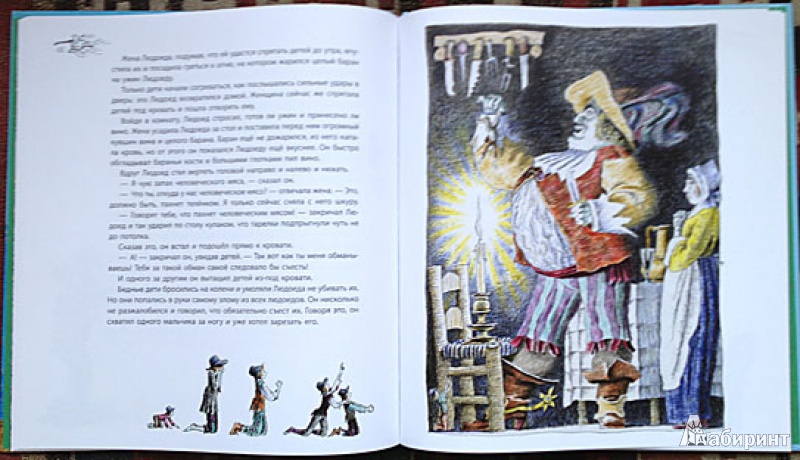 Жена Людоеда, думая, что ей удастся спрятать детей до утра, впу-
стила их и посадила греться у огня, на котором жарился целый баран
на ужин Людоеду.
Только дети начали согреваться, как послышались сильные удары в
дверь: это Людоед возвратился домой. Женщина сейчас же спрятала
детей под кровать и пошла отворять ему.
Войдя в комнату, Людоед спросил, готов ли ужин и принесено ли
вино. Жена усадила Людоеда за стол и поставила перед ним огромный
кувшин вина и целого барана. Баран ещё не дожарился, из него капа-
ла кровь, но от этого он показался Людоеду ещё вкуснее. Он быстро
обгладывал бараньи кости и большими глотками пил вино.
Вдруг Людоед стал вертеть головой направо и налево и нюхать.
— Я чую запах человеческого мяса, — сказал он.
— Что ты, откуда у нас человеческое мясо? — отвечала жена. — Это,
должно быть, пахнет телёнком. Я только сейчас сняла с него шкуру.
— Говорят тебе, что пахнет человеческим мясом! — закричал Лю-
доед и так ударил по столу кулаком, что тарелки подпрыгнули чуть не
до потолка.
Сказав это, он встал и подошёл прямо к кровати.
— А! — закричал он, увидав детей. — Так вот как ты меня обманы-
ваешь! Тебя за такой обман самой следовало бы съесть!
И одного за другим он вытащил детей из-под кровати.
Бедные дети бросились на колени и умоляли Людоеда не убивать их.
Но они попались в руки самому злому из всех людоедов. Он нисколько
не разжалобился и говорил, что обязательно съест их. Говоря это, он
схватил одного мальчика за ногу и уже хотел зарезать его.
Лабиринт